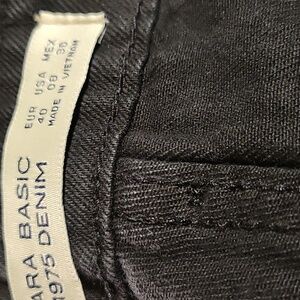 ARA BASIC
1975 DENIM
EUR USA MEX
40 08 30
MADE IN VIETNAM